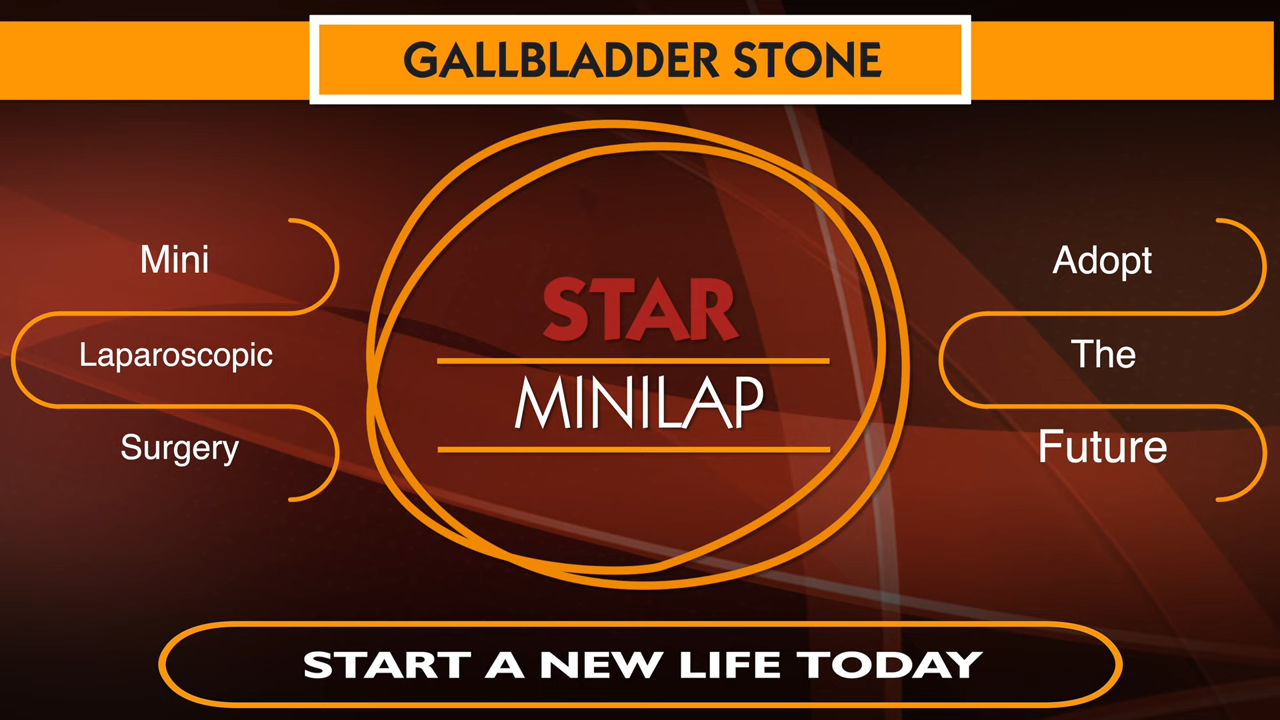 GALLBLADDER STONE
Mini
Laparoscopic
Surgery
STAR
MINILAP
Adopt
The
Future
START A NEW LIFE TODAY